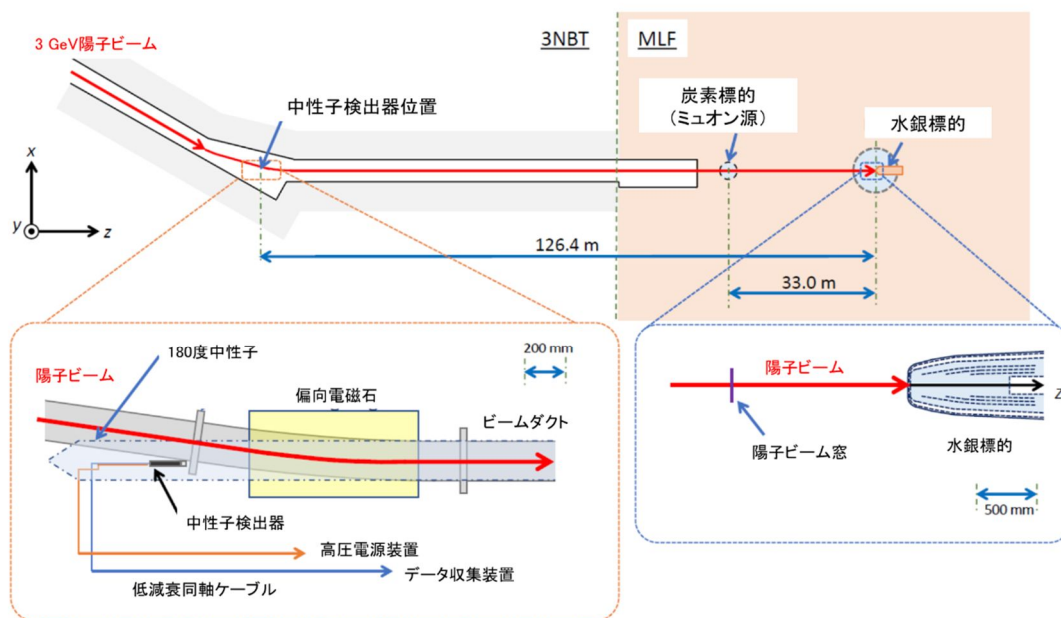 3NBT
MLF
3 GeV陽子ビーム
中性子検出器位置
炭素標的
(ミュオン源)
水銀標的
x
y
z
126.4 m
33.0 m
180度中性子
200 mm
陽子ビーム
偏向電磁石
ビームダクト
中性子検出器
高圧電源装置
データ収集装置
低減衰同軸ケーブル
陽子ビーム
z
陽子ビーム窓
水銀標的
500 mm